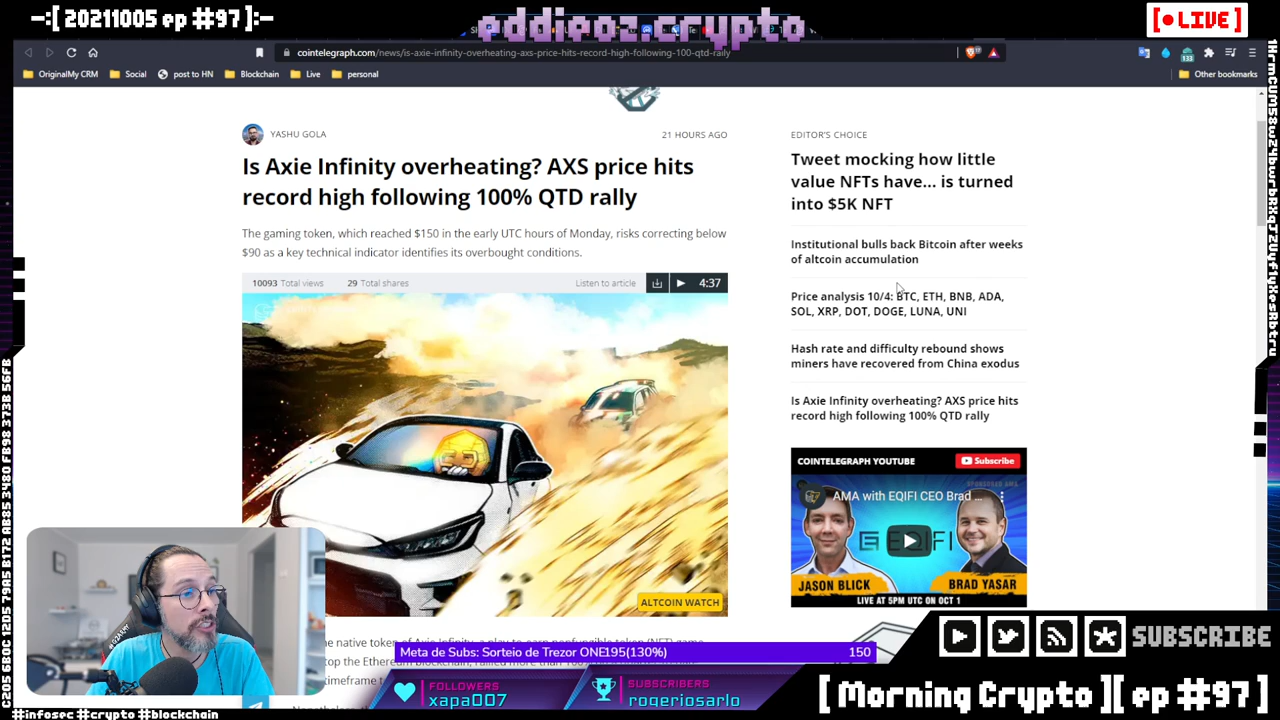 -:[ 20211005 ep #97 ]:-
eddieoz.crypto
[ LIVE ]
cointelegraph.com/news/is-axie-infinity-overheating-axs-price-hits-record-high-following-100-qtd-rally
OriginalMy CRM
Social
post to HN
Blockchain
Live
personal
133
Other bookmarks
YASHU GOLA
21 HOURS AGO
Is Axie Infinity overheating? AXS price hits
record high following 100% QTD rally
The gaming token, which reached $150 in the early UTC hours of Monday, risks correcting below
$90 as a key technical indicator identifies its overbought conditions.
10093 Total views
29 Total shares
Listen to article
4:37
ALTCOIN WATCH
EDITOR'S CHOICE
Tweet mocking how little
value NFTs have... is turned
into $5K NFT
Institutional bulls back Bitcoin after weeks
of altcoin accumulation
Price analysis 10/4: BTC, ETH, BNB, ADA,
SOL, XRP, DOT, DOGE, LUNA, UNI
Hash rate and difficulty rebound shows
miners have recovered from China exodus
Is Axie Infinity overheating? AXS price hits
record high following 100% QTD rally
COINTELEGRAPH YOUTUBE
Subscribe
AMA with EQIFI CEO Brad ...
EQIFI
JASON BLICK
BRAD YASAR
LIVE AT 5PM UTC ON OCT 1
Meta de Subs: Sorteio de Trezor ONE195(130%)
150
FOLLOWERS
xapa007
SUBSCRIBERS
rogeriosarlo
SUBSCRIBE
[ Morning Crypto ][ ep #97 ]
#infosec #crypto #blockchain